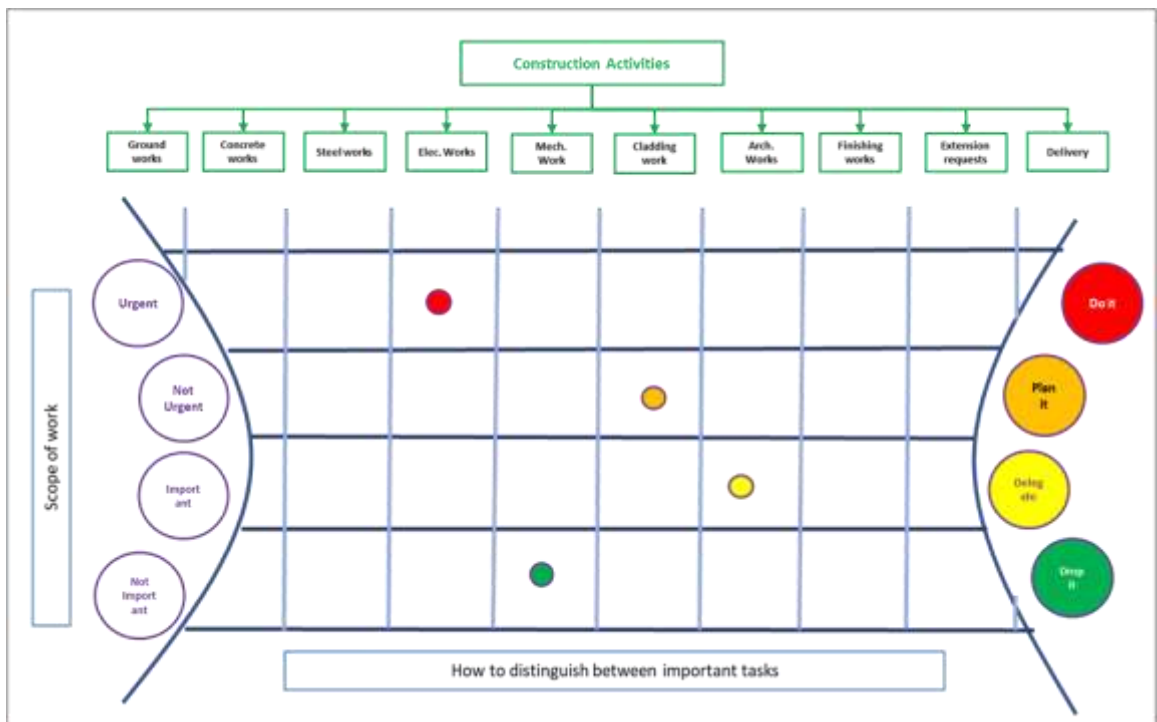 Construction Activities
Ground
works
Concrete
works
Steel works
Elec. Works
Mech.
Work
Cladding
work
Arch.
Works
Finishing
works
Extension
requests
Delivery
Scope of work
Urgent
Not
Urgent
Import
ant
Not
Import
ant
Do it
Plan
it
Deleg
ate
Drop
it
How to distinguish between important tasks